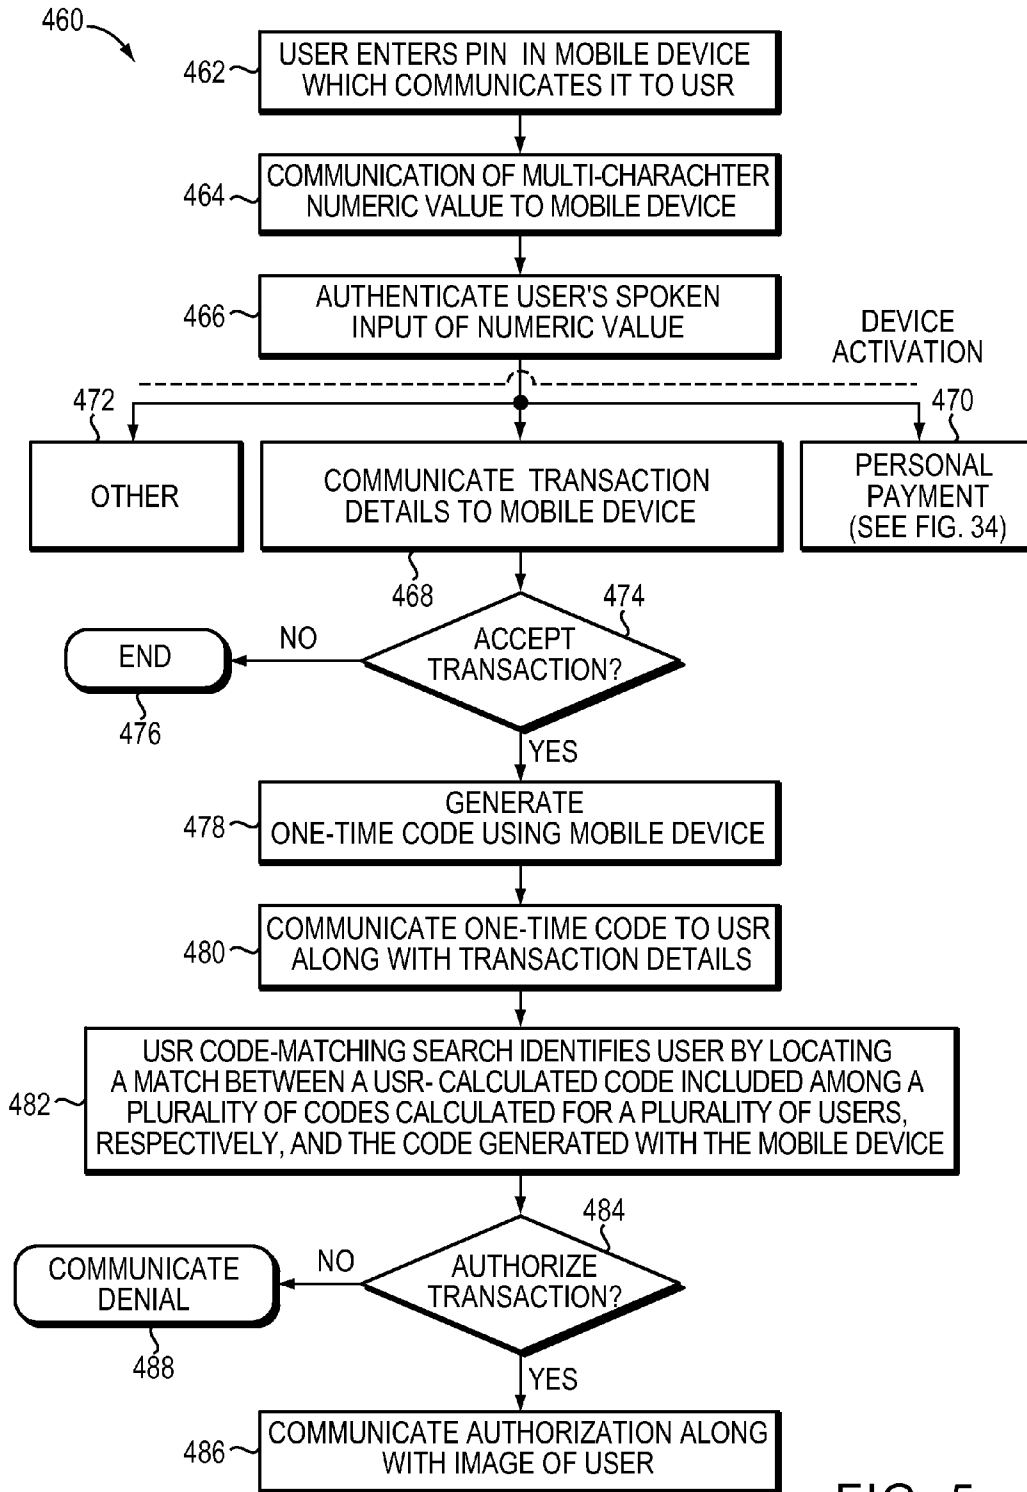 460
462
USER ENTERS PIN IN MOBILE DEVICE
WHICH COMMUNICATES IT TO USR
464
COMMUNICATION OF MULTI-CHARACHTER
NUMERIC VALUE TO MOBILE DEVICE
466
AUTHENTICATE USER'S SPOKEN
INPUT OF NUMERIC VALUE
DEVICE
ACTIVATION
472
470
OTHER
COMMUNICATE TRANSACTION
DETAILS TO MOBILE DEVICE
PERSONAL
PAYMENT
(SEE FIG. 34)
468
474
ACCEPT
TRANSACTION?
NO
END
476
YES
478
GENERATE
ONE-TIME CODE USING MOBILE DEVICE
480
COMMUNICATE ONE-TIME CODE TO USR
ALONG WITH TRANSACTION DETAILS
482
USR CODE-MATCHING SEARCH IDENTIFIES USER BY LOCATING
A MATCH BETWEEN A USR- CALCULATED CODE INCLUDED AMONG A
PLURALITY OF CODES CALCULATED FOR A PLURALITY OF USERS,
RESPECTIVELY, AND THE CODE GENERATED WITH THE MOBILE DEVICE
484
AUTHORIZE
TRANSACTION?
NO
COMMUNICATE
DENIAL
488
YES
486
COMMUNICATE AUTHORIZATION ALONG
WITH IMAGE OF USER
FIG. 5